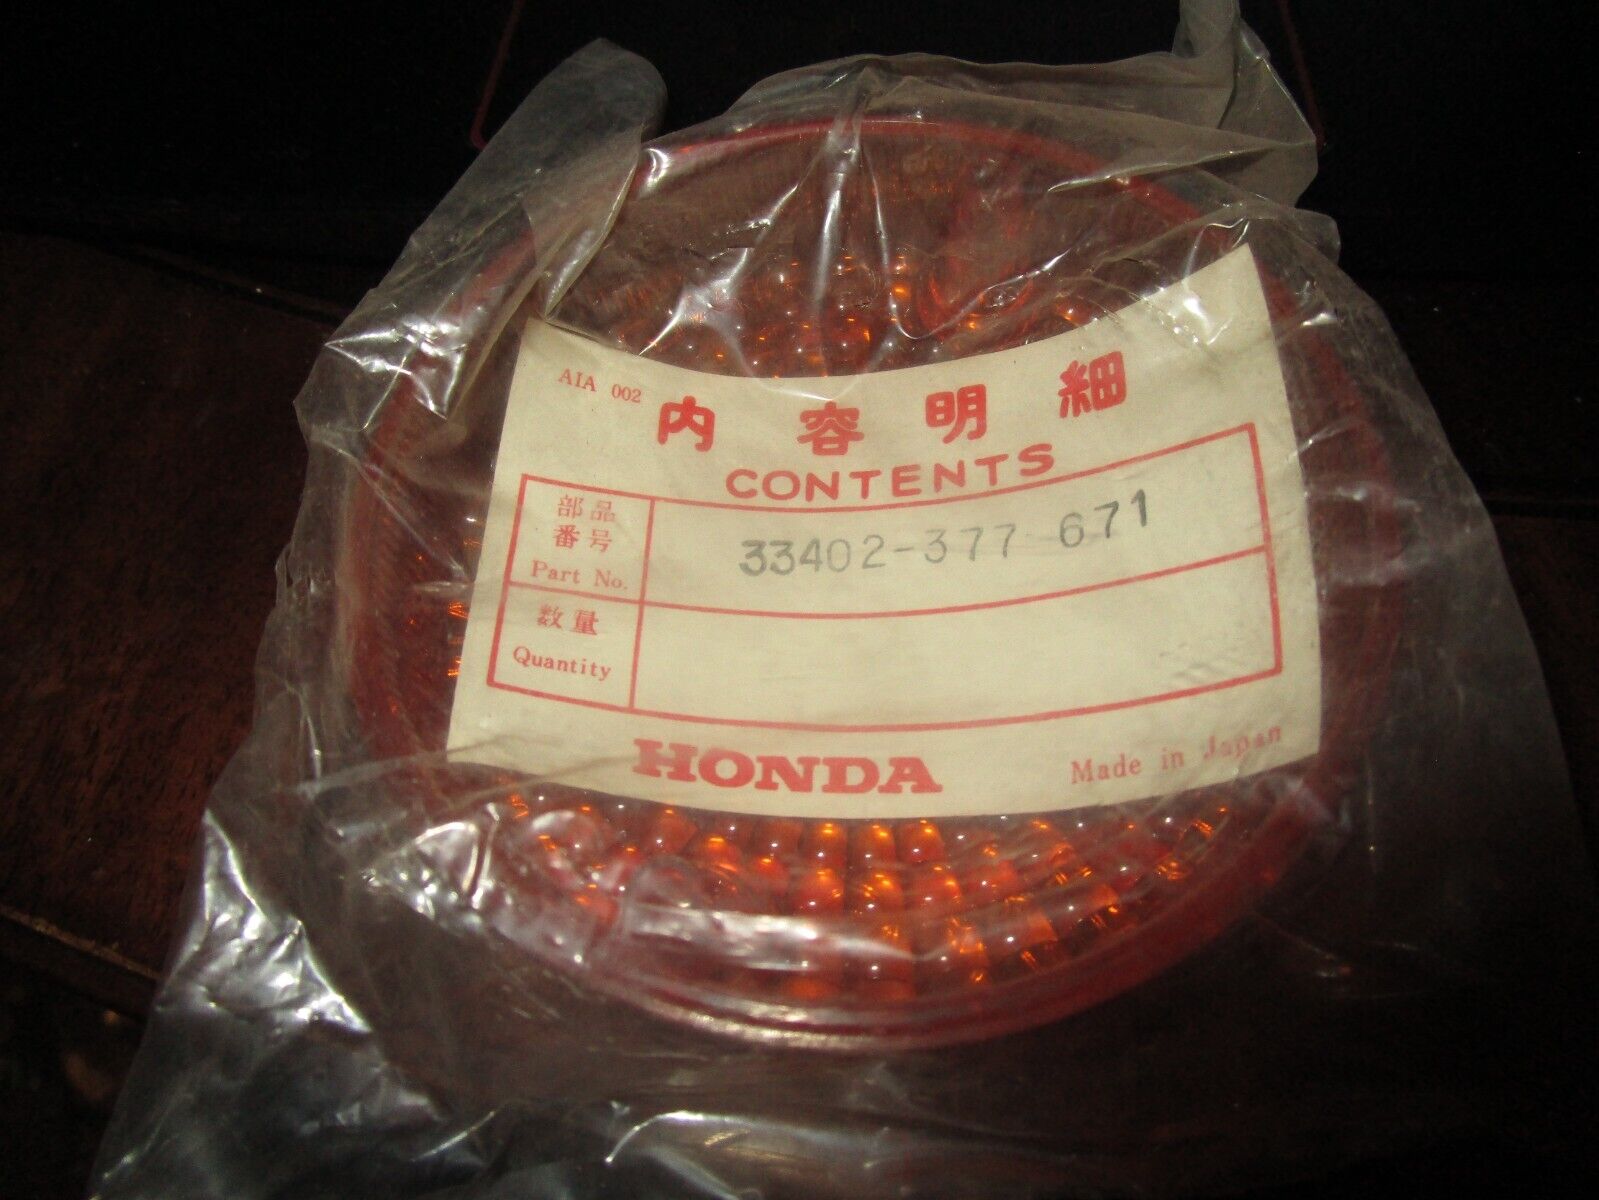 AIA 002
内容明細
CONTENTS
部品
番号
Part No.
33402-377 671
数量
Quantity
HONDA
Made in Japan